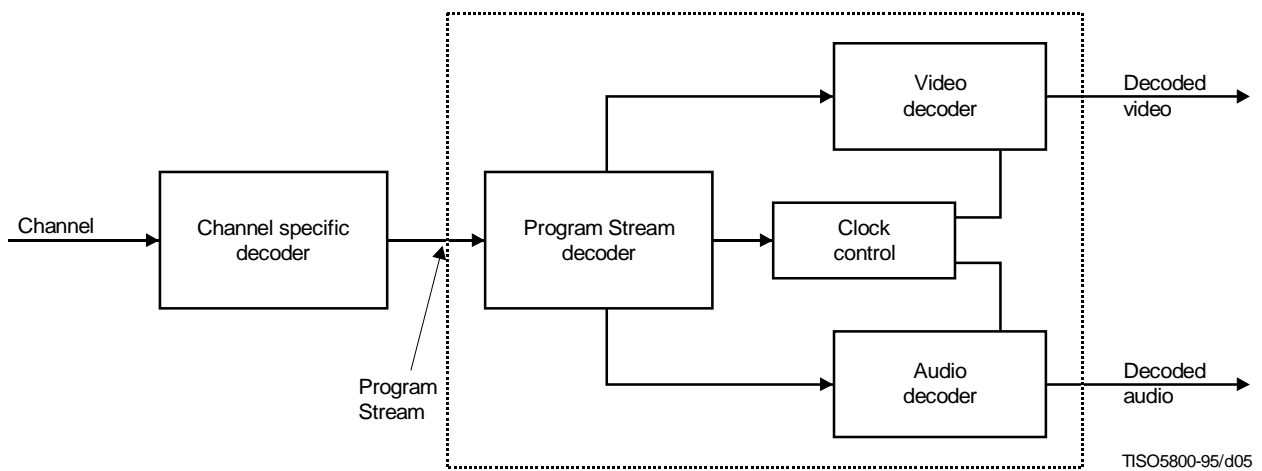 Channel
Channel specific
decoder
Program
Stream
Program Stream
decoder
Clock
control
Video
decoder
Audio
decoder
Decoded
video
Decoded
audio
TISO5800-95/d05